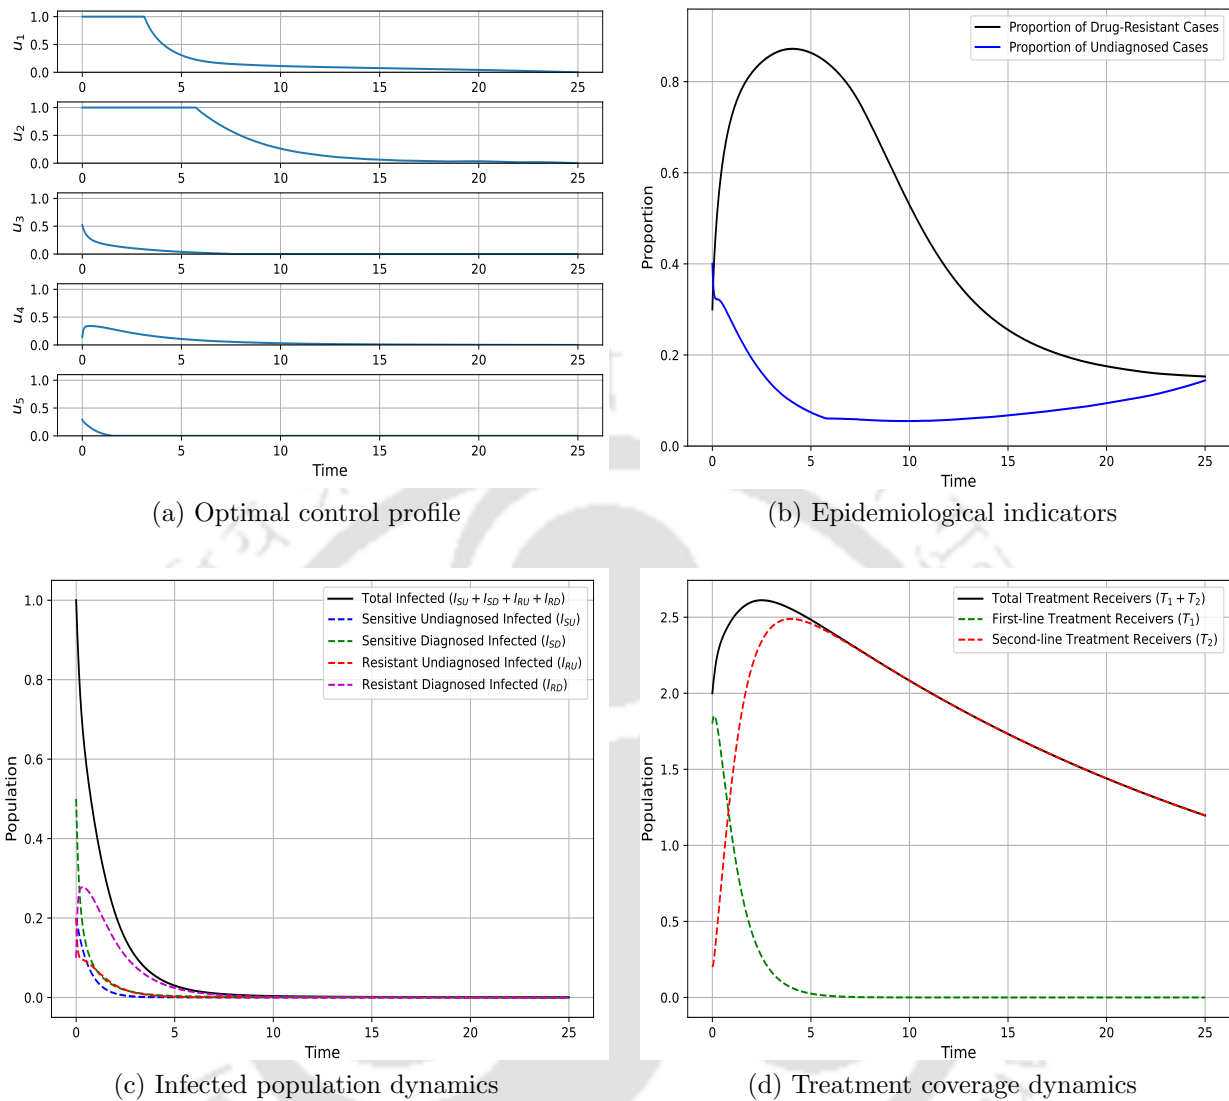 1.0
0.5
0.0
u1
0 5 10 15 20 25
1.0
0.5
0.0
u2
0 5 10 15 20 25
1.0
0.5
0.0
u3
0 5 10 15 20 25
1.0
0.5
0.0
u4
0 5 10 15 20 25
1.0
0.5
0.0
u5
0 5 10 15 20 25
Time
(a) Optimal control profile
Proportion of Drug-Resistant Cases
Proportion of Undiagnosed Cases
0.8
0.6
0.4
0.2
0.0
Proportion
0 5 10 15 20 25
Time
(b) Epidemiological indicators
Total Infected (I_SU + I_SD + I_RU + I_RD)
Sensitive Undiagnosed Infected (I_SU)
Sensitive Diagnosed Infected (I_SD)
Resistant Undiagnosed Infected (I_RU)
Resistant Diagnosed Infected (I_RD)
1.0
0.8
0.6
0.4
0.2
0.0
Population
0 5 10 15 20 25
Time
(c) Infected population dynamics
Total Treatment Receivers (T1 + T2)
First-line Treatment Receivers (T1)
Second-line Treatment Receivers (T2)
2.5
2.0
1.5
1.0
0.5
0.0
Population
0 5 10 15 20 25
Time
(d) Treatment coverage dynamics